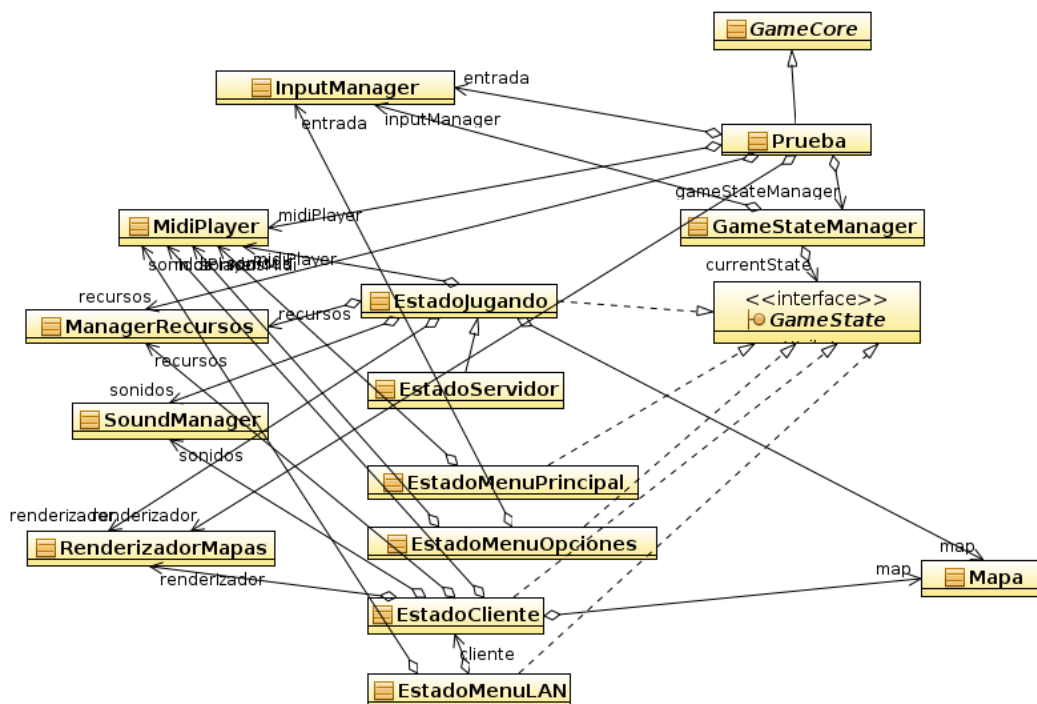 GameCore
entrada
InputManager
inputManager
entrada
Prueba
gameStateManager
midiPlayer
MidiPlayer
GameStateManager
midiPlayer
currentState
recursos
EstadoJugando
<<interface>>
GameState
ManagerRecursos
recursos
recursos
EstadoServidor
sonidos
SoundManager
sonidos
EstadoMenuPrincipal
renderizador
renderizador
EstadoMenuOpciones
RenderizadorMapas
map
renderizador
map
Mapa
EstadoCliente
cliente
EstadoMenuLAN